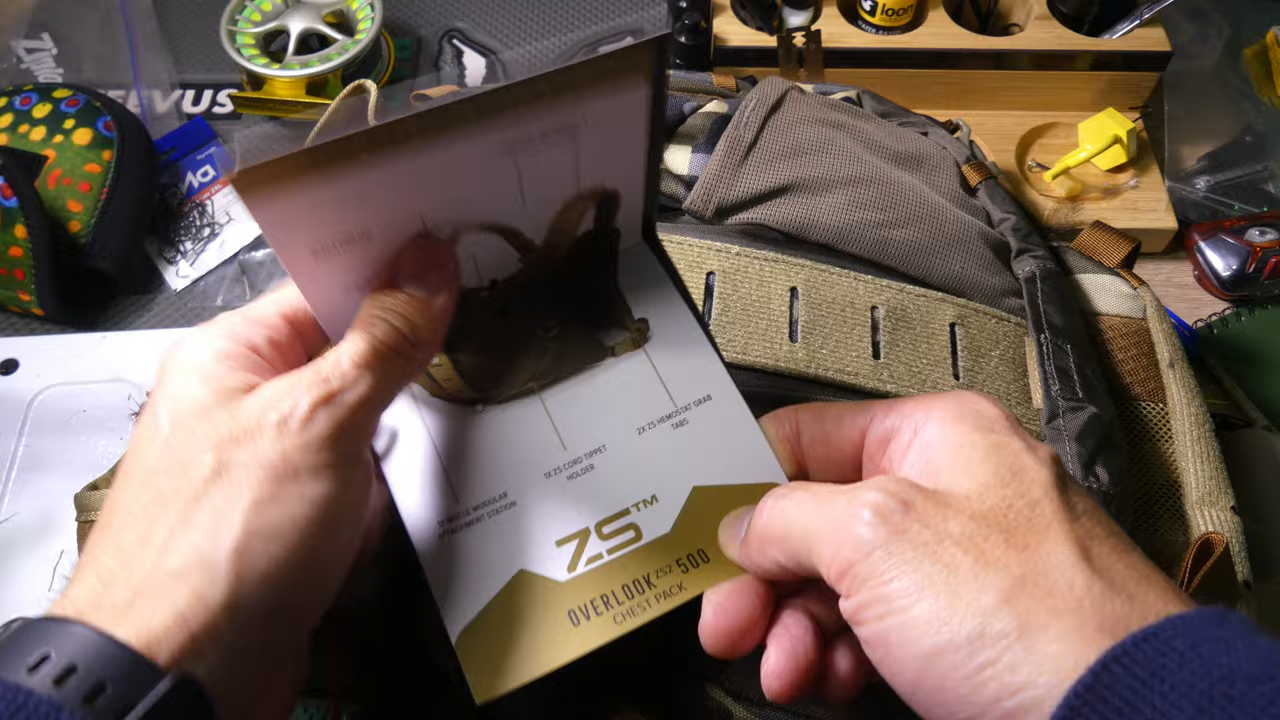 loon
2X ZS HEMOSTAT GRAB
TABS
1X ZS CORD TIPPET
HOLDER
1X MOLLE MODULAR
ATTACHMENT STATION
ZS™
OVERLOOK ZS2 500
CHEST PACK